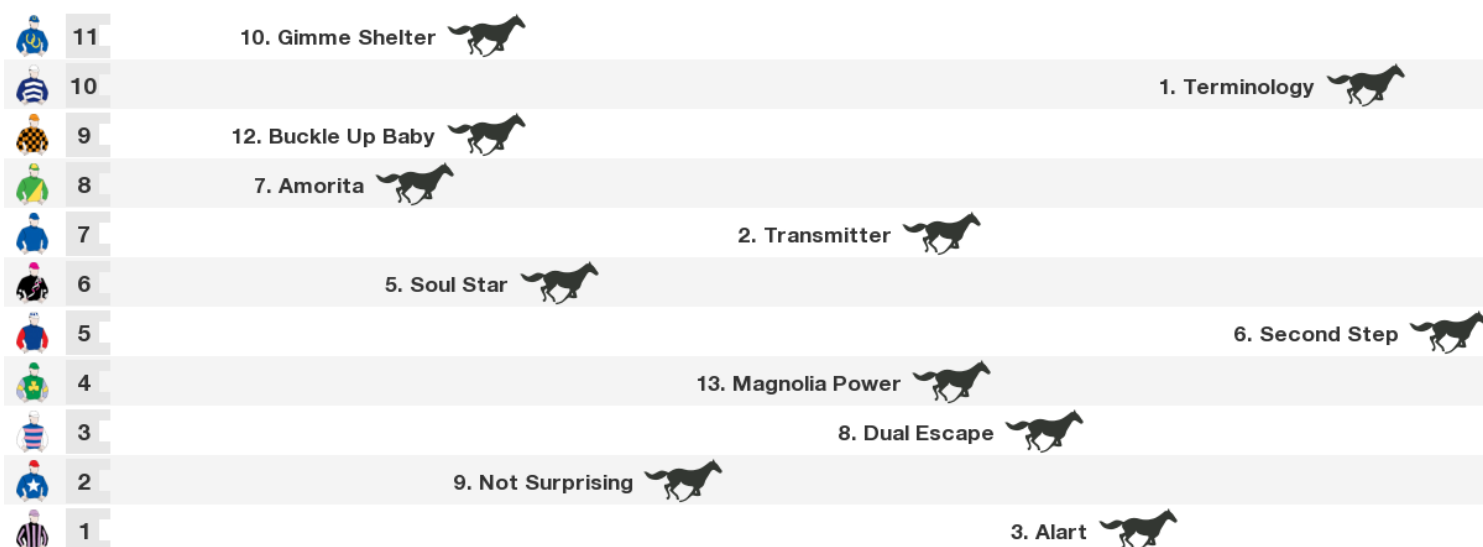 11 10. Gimme Shelter
10 1. Terminology
9 12. Buckle Up Baby
8 7. Amorita
7 2. Transmitter
6 5. Soul Star
5 6. Second Step
4 13. Magnolia Power
3 8. Dual Escape
2 9. Not Surprising
1 3. Alart